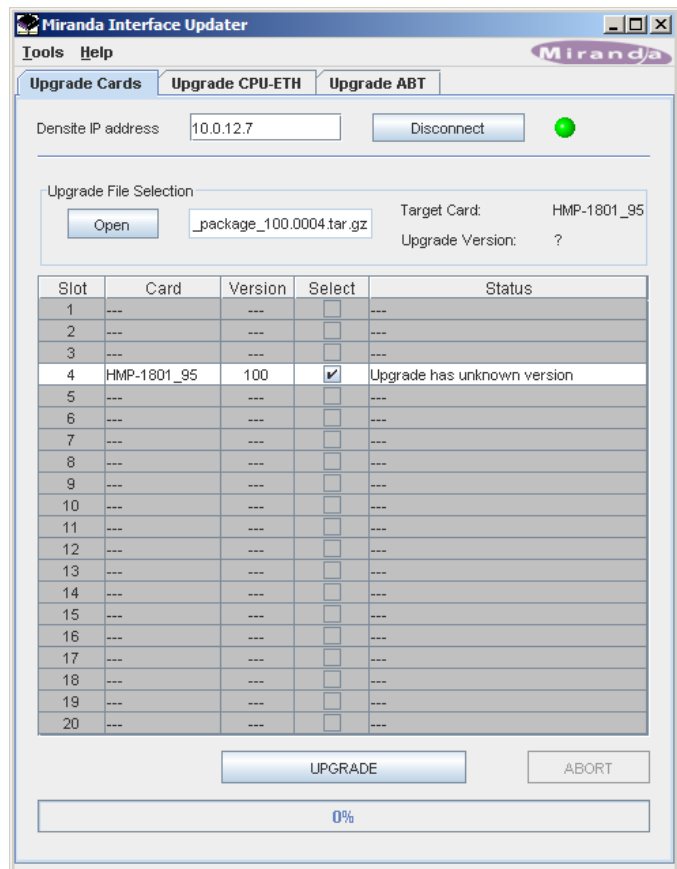 Miranda Interface Updater
Tools Help
Miranda
Upgrade Cards Upgrade CPU-ETH Upgrade ABT
Densite IP address 10.0.12.7 Disconnect
Upgrade File Selection
Open _package_100.0004.tar.gz Target Card: HMP-1801_95
Upgrade Version: ?
Slot Card Version Select Status
1 --- --- ---
2 --- --- ---
3 --- --- ---
4 HMP-1801_95 100 ✔ Upgrade has unknown version
5 --- --- ---
6 --- --- ---
7 --- --- ---
8 --- --- ---
9 --- --- ---
10 --- --- ---
11 --- --- ---
12 --- --- ---
13 --- --- ---
14 --- --- ---
15 --- --- ---
16 --- --- ---
17 --- --- ---
18 --- --- ---
19 --- --- ---
20 --- --- ---
UPGRADE ABORT
0%